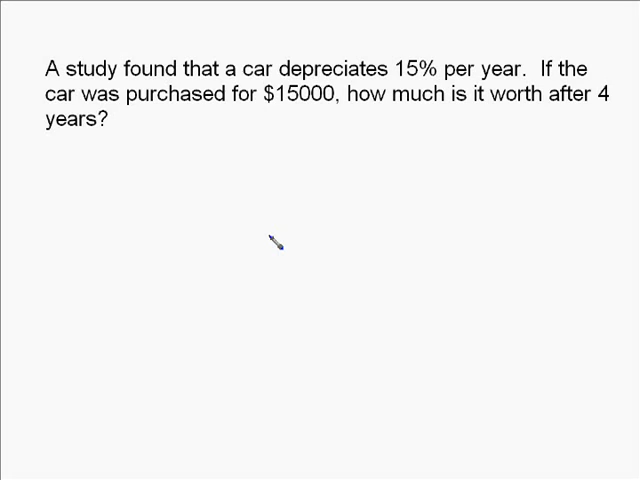 A study found that a car depreciates 15% per year.  If the
car was purchased for $15000, how much is it worth after 4
years?